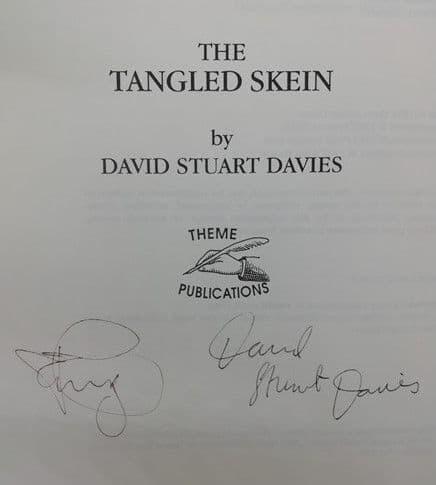 THE
TANGLED SKEIN
by
DAVID STUART DAVIES
THEME
PUBLICATIONS
David
Stuart Davies